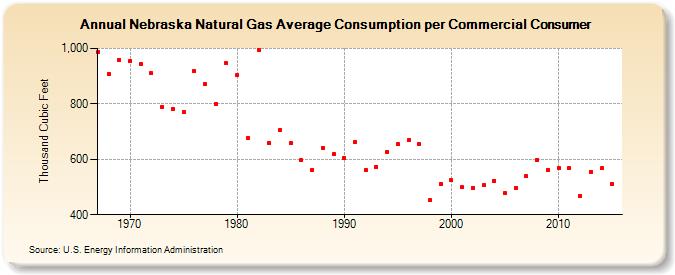 Annual Nebraska Natural Gas Average Consumption per Commercial Consumer
Thousand Cubic Feet
1,000
800
600
400
1970 1980 1990 2000 2010
Source: U.S. Energy Information Administration